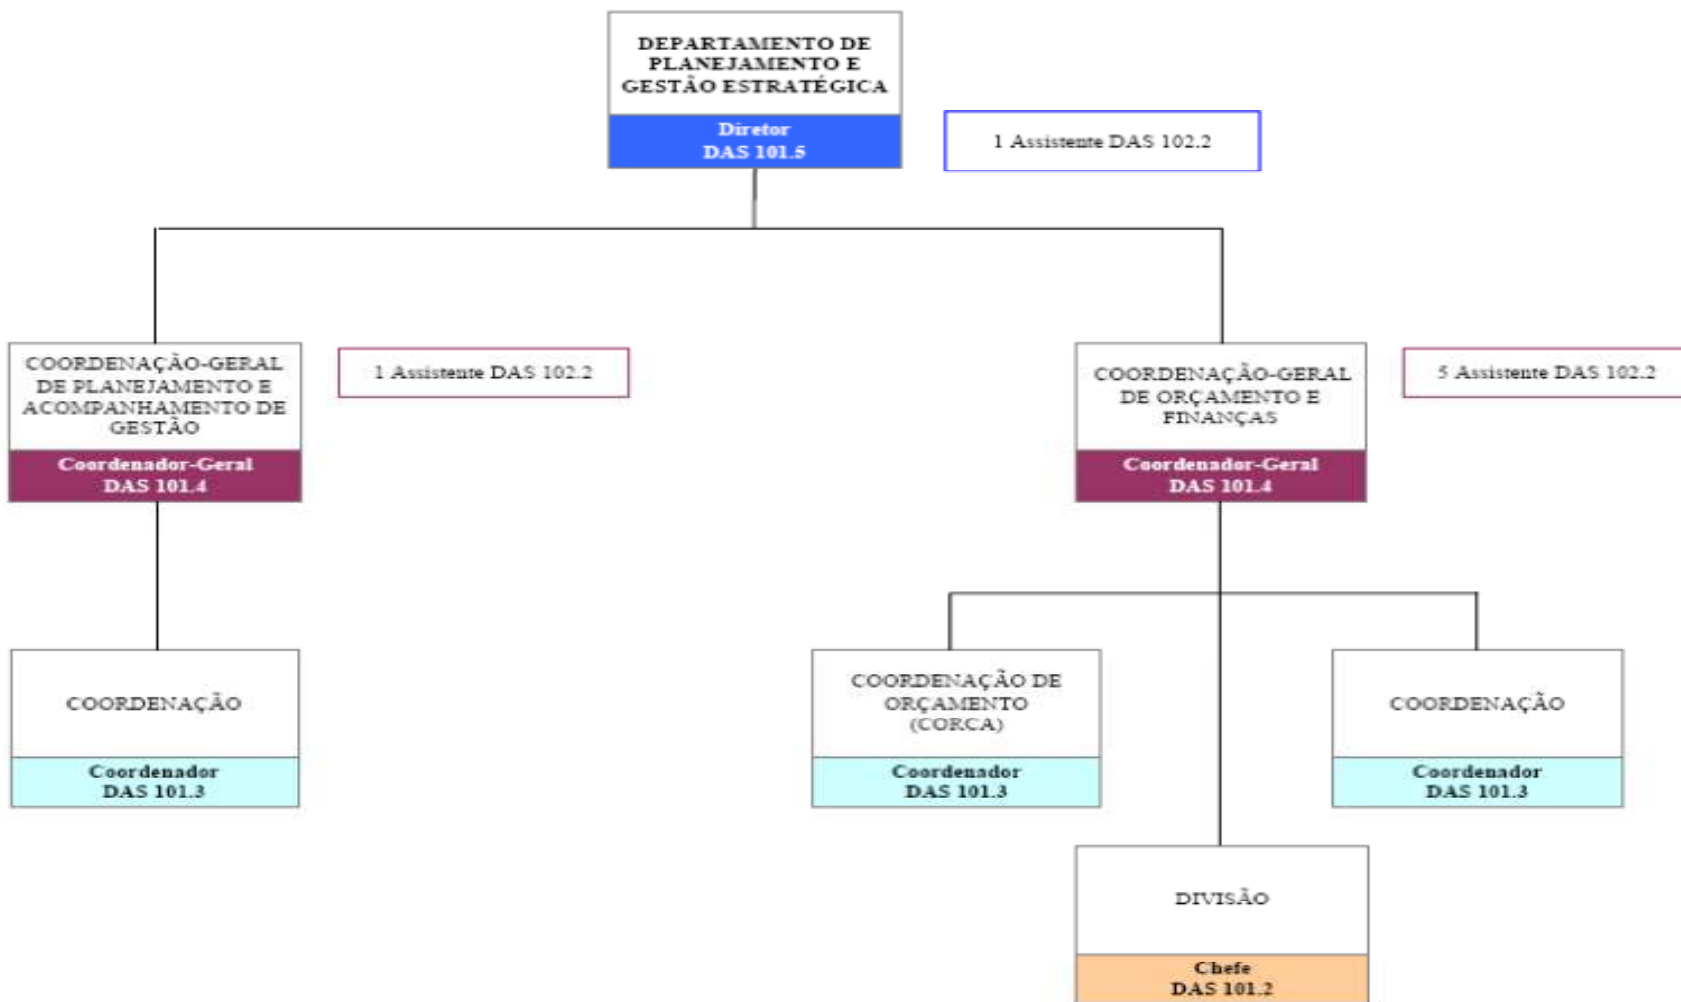 DEPARTAMENTO DE
PLANEJAMENTO E
GESTÃO ESTRATÉGICA
Diretor
DAS 101.5
1 Assistente DAS 102.2
COORDENAÇÃO-GERAL
DE PLANEJAMENTO E
ACOMPANHAMENTO DE
GESTÃO
Coordenador-Geral
DAS 101.4
1 Assistente DAS 102.2
COORDENAÇÃO-GERAL
DE ORÇAMENTO E
FINANÇAS
Coordenador-Geral
DAS 101.4
5 Assistente DAS 102.2
COORDENAÇÃO
Coordenador
DAS 101.3
COORDENAÇÃO DE
ORÇAMENTO
(CORCA)
Coordenador
DAS 101.3
COORDENAÇÃO
Coordenador
DAS 101.3
DIVISÃO
Chefe
DAS 101.2